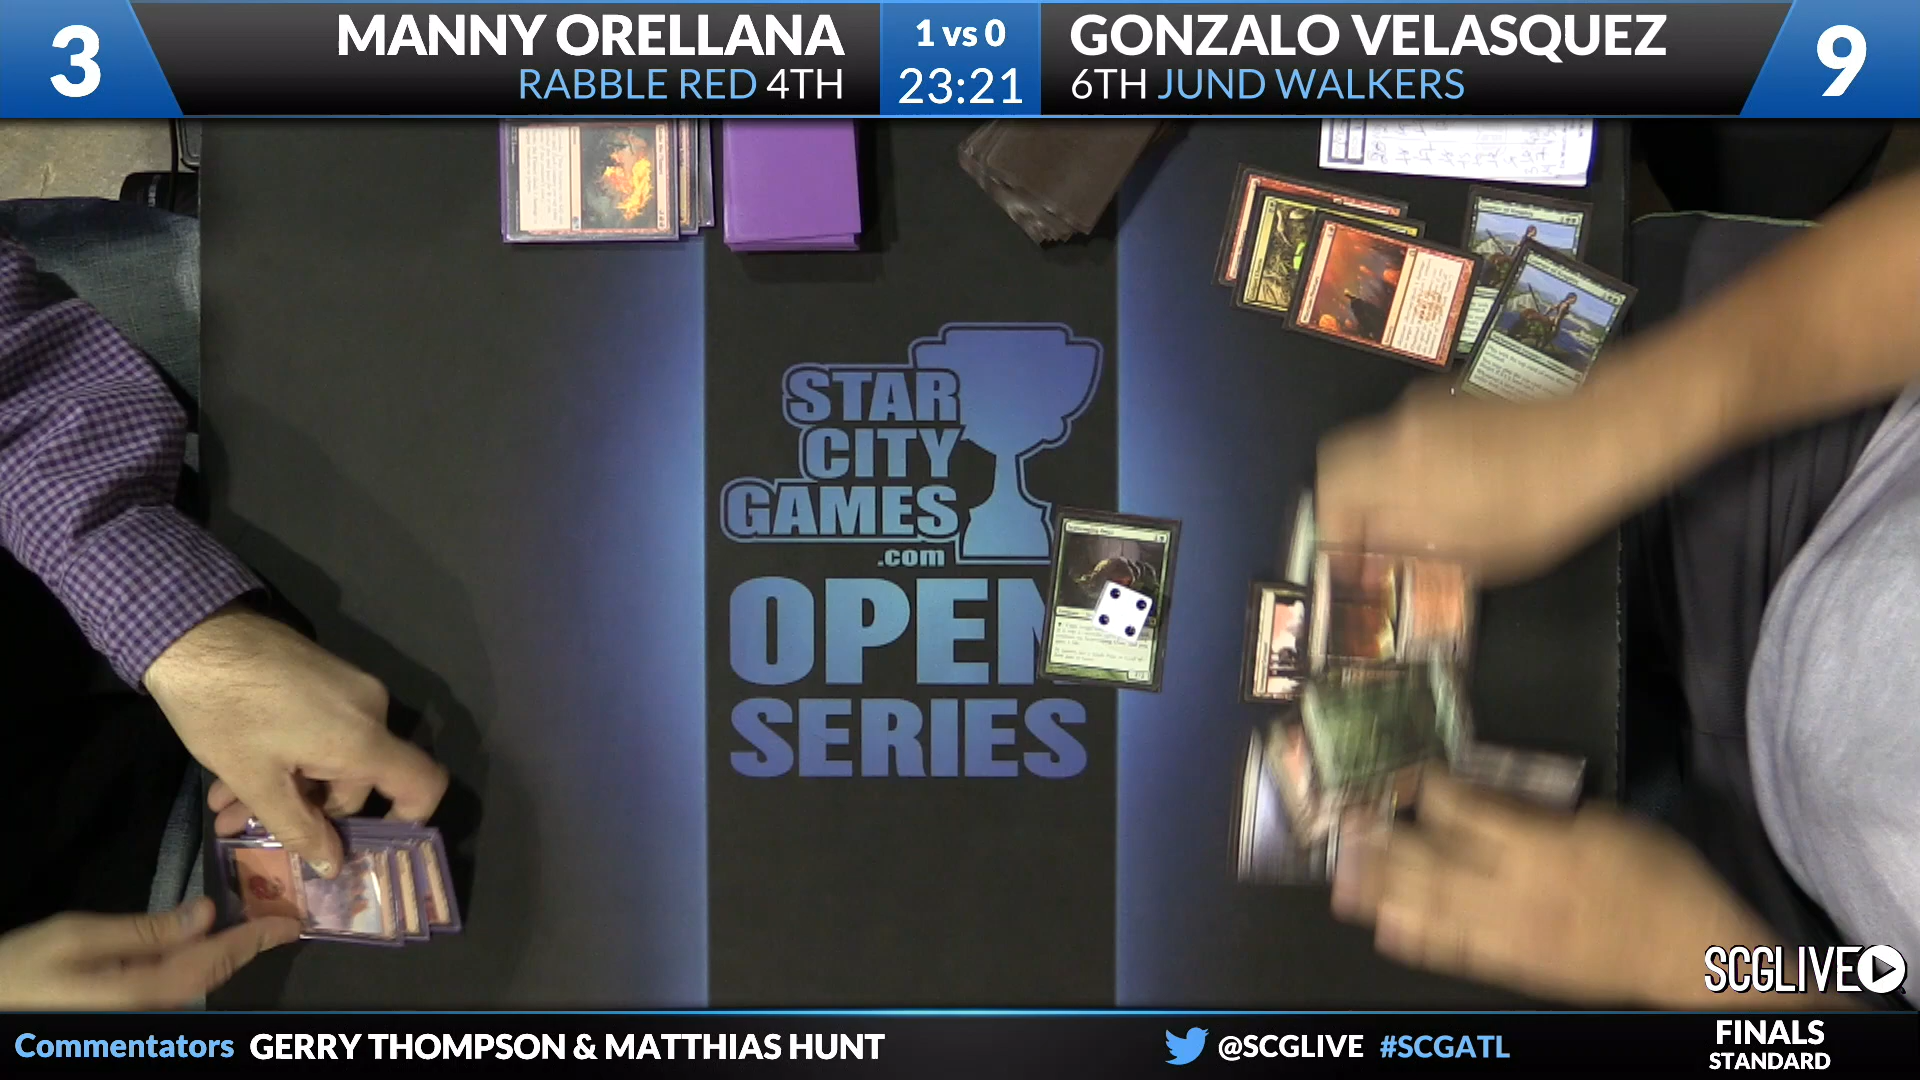 3
MANNY ORELLANA
RABBLE RED 4TH
1 vs 0
23:21
GONZALO VELASQUEZ
6TH JUND WALKERS
9
STAR
CITY
GAMES
.com
OPEN
SERIES
SCGLIVE
Commentators GERRY THOMPSON & MATTHIAS HUNT
@SCGLIVE #SCGATL
FINALS
STANDARD